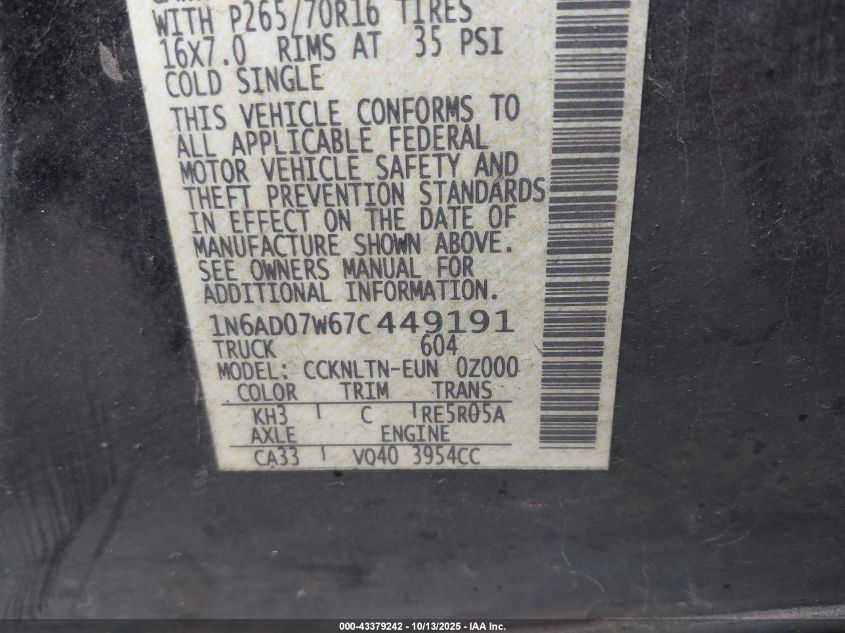 WITH P265/70R16 TIRES
16X7.0 RIMS AT 35 PSI
COLD SINGLE
THIS VEHICLE CONFORMS TO
ALL APPLICABLE FEDERAL
MOTOR VEHICLE SAFETY AND
THEFT PREVENTION STANDARDS
IN EFFECT ON THE DATE OF
MANUFACTURE SHOWN ABOVE.
SEE OWNERS MANUAL FOR
ADDITIONAL INFORMATION.
1N6AD07W67C449191
TRUCK 604
MODEL: CCKNLTN-EUN 0Z000
COLOR TRIM TRANS
KH3 C RE5R05A
AXLE ENGINE
CA33 VQ40 3954CC
000-43379242 - 10/13/2025 - IAA Inc.